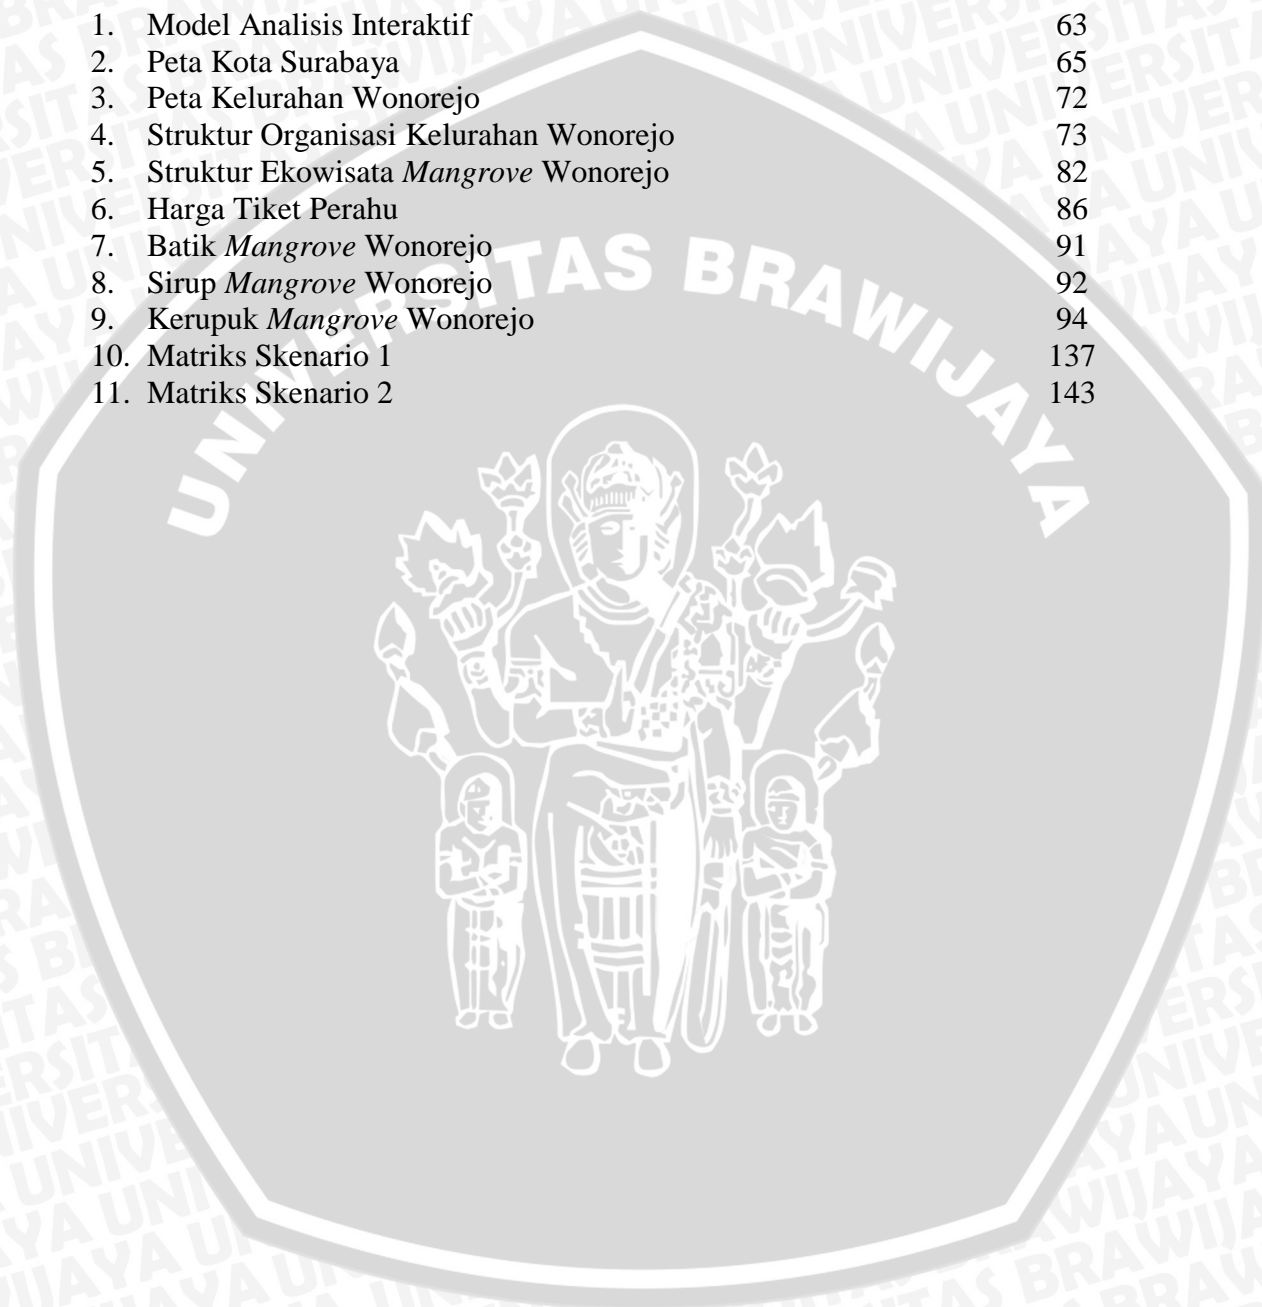 1. Model Analisis Interaktif 63
2. Peta Kota Surabaya 65
3. Peta Kelurahan Wonorejo 72
4. Struktur Organisasi Kelurahan Wonorejo 73
5. Struktur Ekowisata Mangrove Wonorejo 82
6. Harga Tiket Perahu 86
7. Batik Mangrove Wonorejo 91
8. Sirup Mangrove Wonorejo 92
9. Kerupuk Mangrove Wonorejo 94
10. Matriks Skenario 1 137
11. Matriks Skenario 2 143
UNIVERSITAS BRAWIJAYA